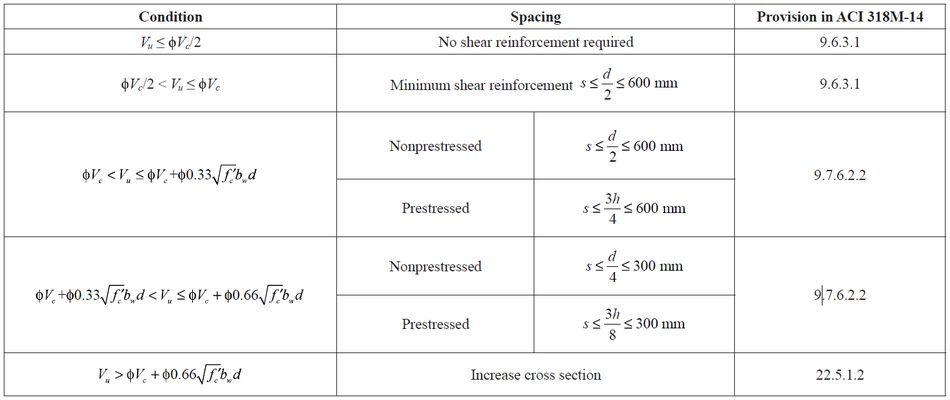 Condition Spacing Provision in ACI 318M-14
Vu ≤ ϕVc/2 No shear reinforcement required 9.6.3.1
ϕVc/2 < Vu ≤ ϕVc Minimum shear reinforcement s ≤ d/2 ≤ 600 mm 9.6.3.1
ϕVc < Vu ≤ ϕVc+ϕ0.33√f′c bwd Nonprestressed s ≤ d/2 ≤ 600 mm 9.7.6.2.2
Prestressed s ≤ 3h/4 ≤ 600 mm
ϕVc+ϕ0.33√f′c bwd < Vu ≤ ϕVc + ϕ0.66√f′c bwd Nonprestressed s ≤ d/4 ≤ 300 mm 9.7.6.2.2
Prestressed s ≤ 3h/8 ≤ 300 mm
Vu > ϕVc + ϕ0.66√f′c bwd Increase cross section 22.5.1.2